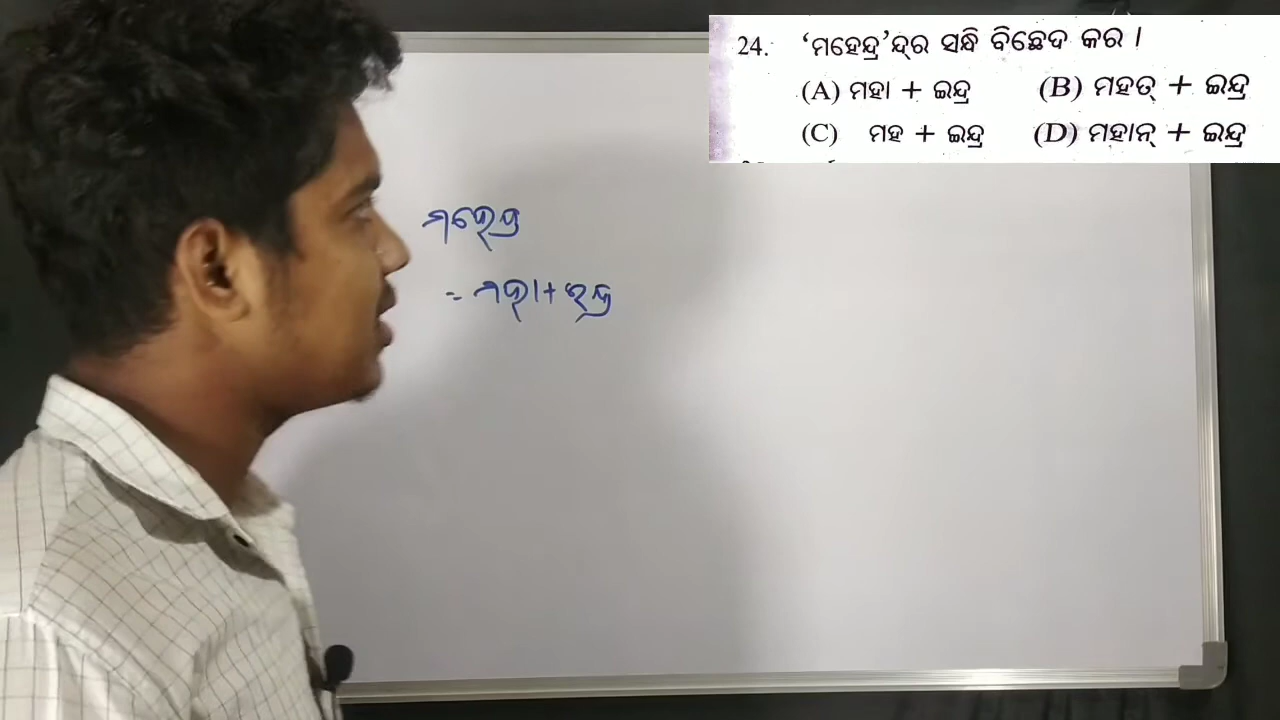 24. ‘ମହେନ୍ଦ୍ର’ନ୍ଦ୍‌ର ସନ୍ଧି ବିଛେଦ କର ।
(A) ମହା + ଇନ୍ଦ୍ର (B) ମହତ୍ + ଇନ୍ଦ୍ର
(C) ମହ + ଇନ୍ଦ୍ର (D) ମହାନ୍ + ଇନ୍ଦ୍ର
ମହେନ୍ଦ୍ର
= ମହା + ଇନ୍ଦ୍ର